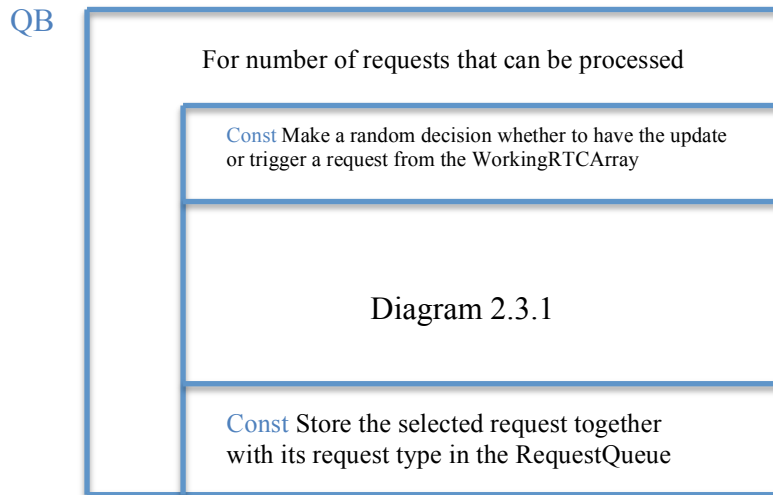 QB
For number of requests that can be processed
Const Make a random decision whether to have the update
or trigger a request from the WorkingRTCArray
Diagram 2.3.1
Const Store the selected request together
with its request type in the RequestQueue